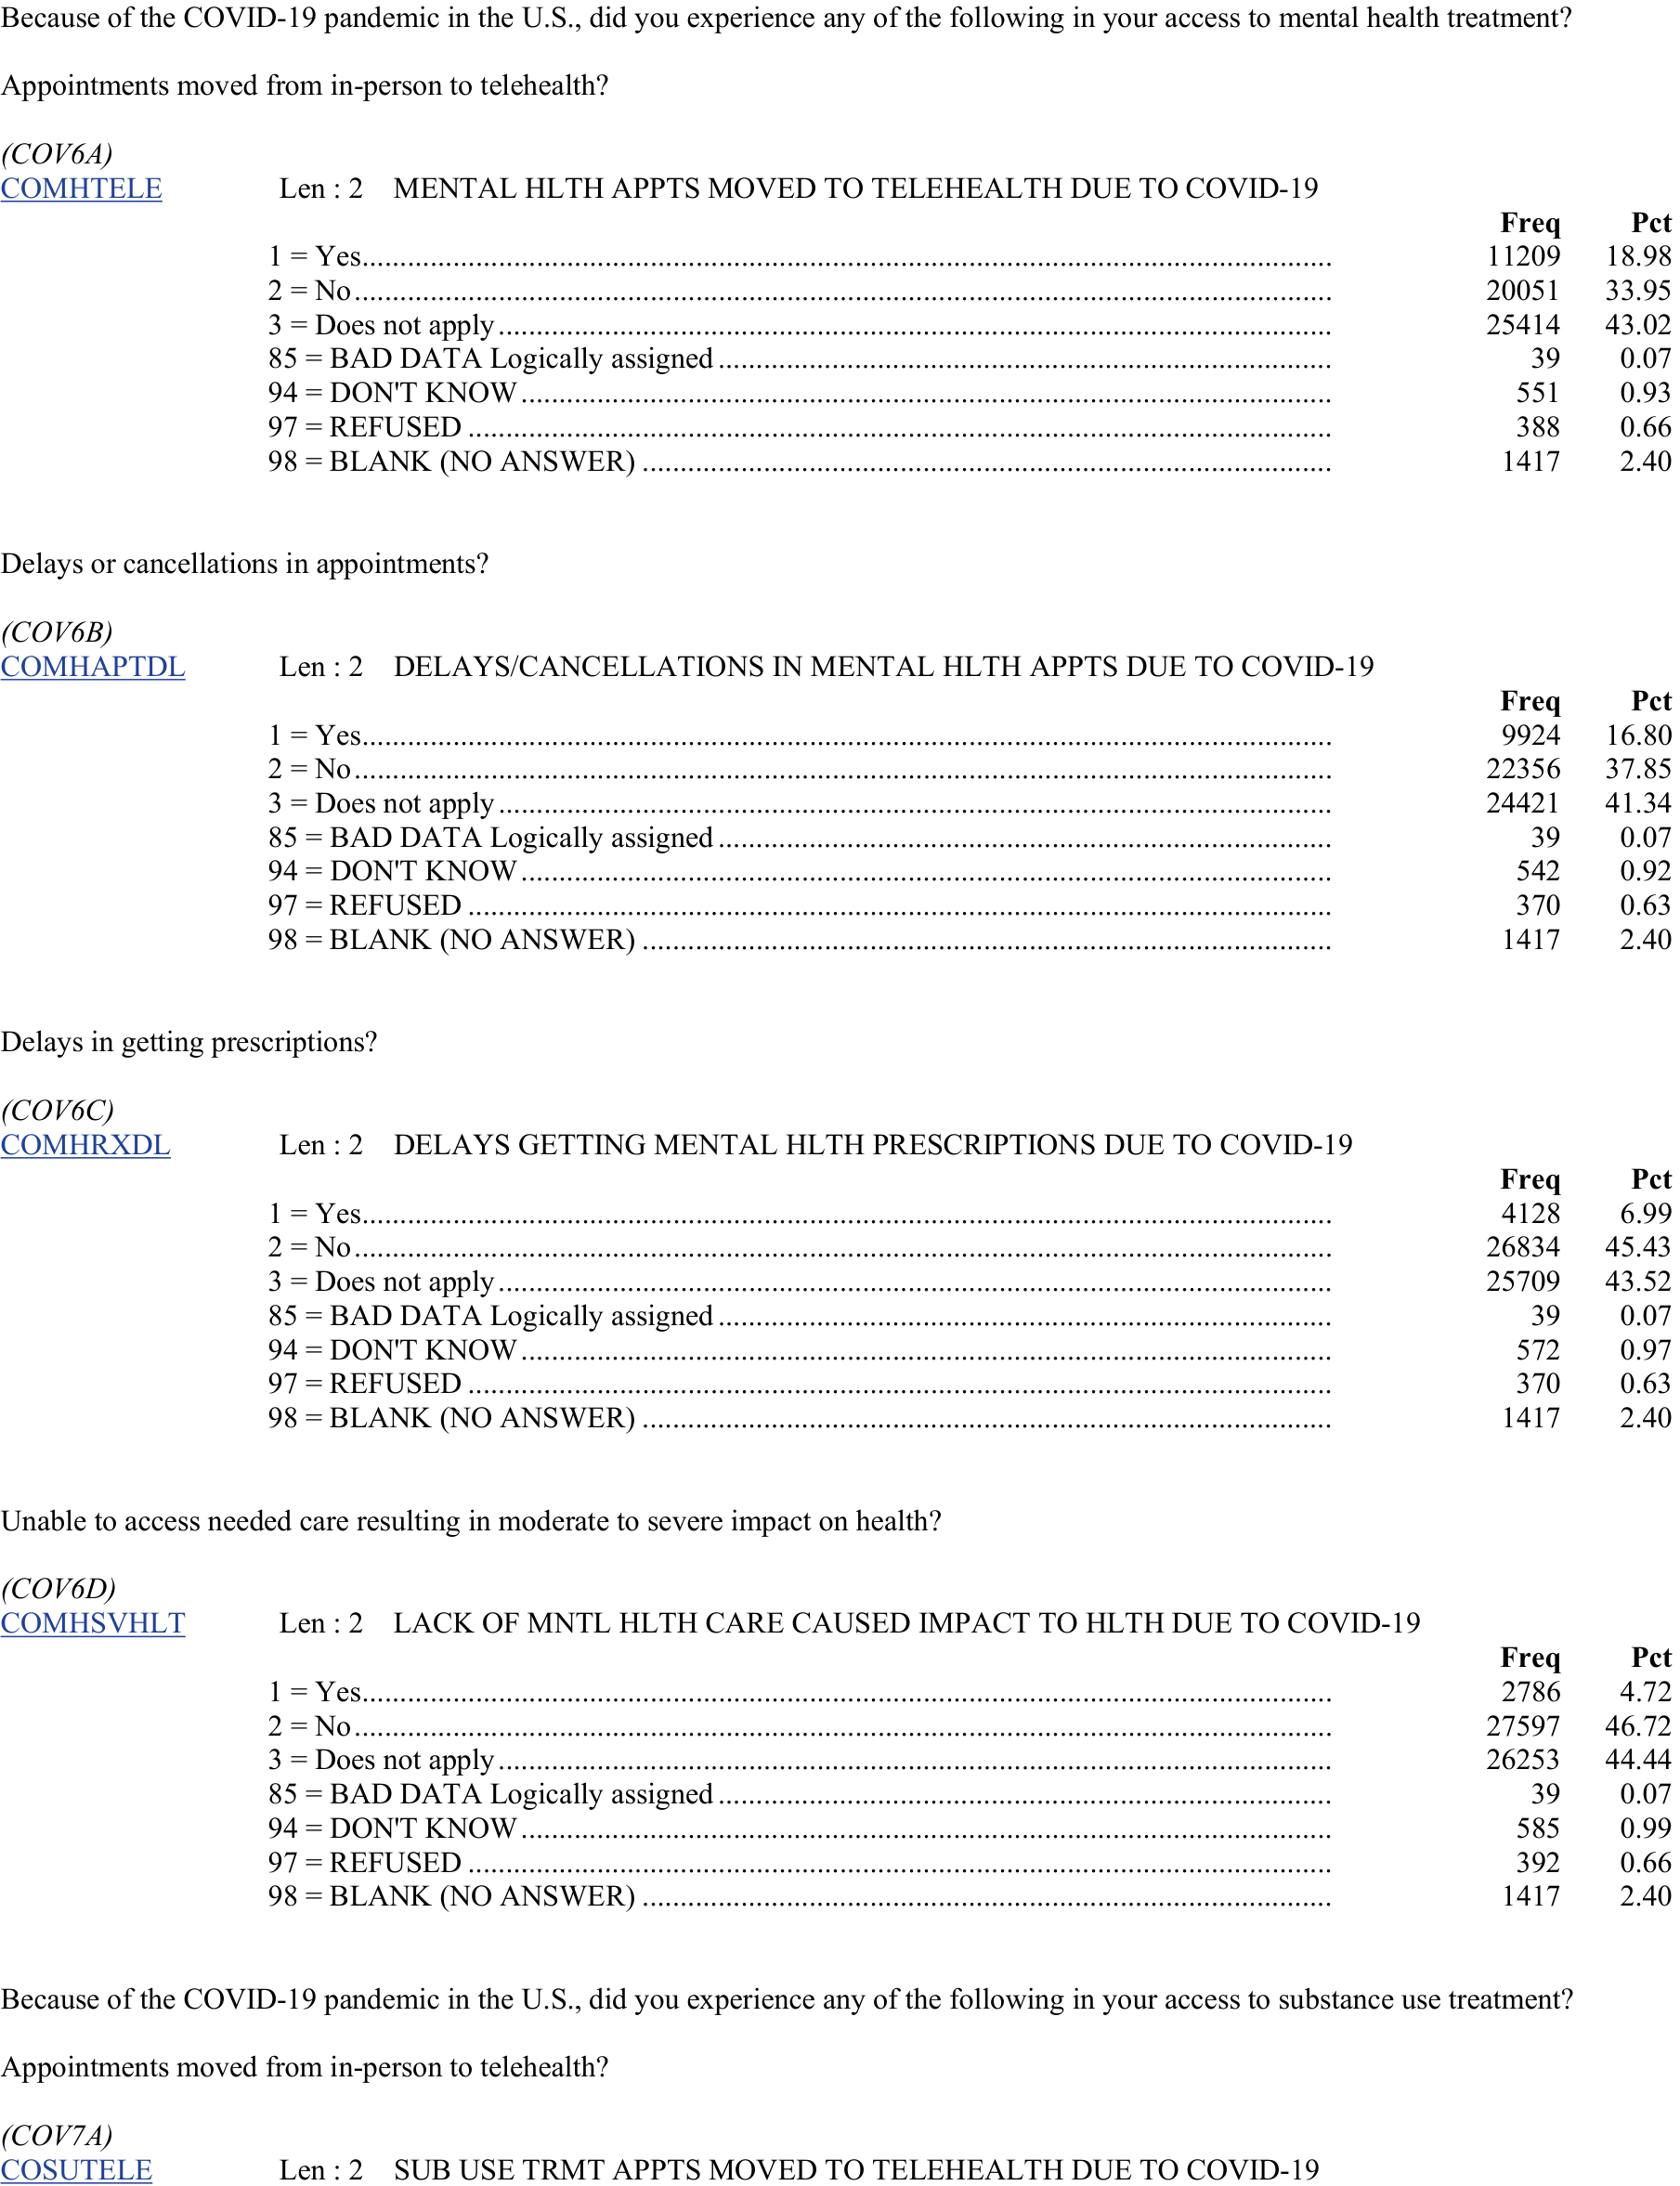 Because of the COVID-19 pandemic in the U.S., did you experience any of the following in your access to mental health treatment?
Appointments moved from in-person to telehealth?
(COV6A)
COMHTELE Len : 2 MENTAL HLTH APPTS MOVED TO TELEHEALTH DUE TO COVID-19
Freq Pct
1 = Yes 11209 18.98
2 = No 20051 33.95
3 = Does not apply 25414 43.02
85 = BAD DATA Logically assigned 39 0.07
94 = DON'T KNOW 551 0.93
97 = REFUSED 388 0.66
98 = BLANK (NO ANSWER) 1417 2.40
Delays or cancellations in appointments?
(COV6B)
COMHAPTDL Len : 2 DELAYS/CANCELLATIONS IN MENTAL HLTH APPTS DUE TO COVID-19
Freq Pct
1 = Yes 9924 16.80
2 = No 22356 37.85
3 = Does not apply 24421 41.34
85 = BAD DATA Logically assigned 39 0.07
94 = DON'T KNOW 542 0.92
97 = REFUSED 370 0.63
98 = BLANK (NO ANSWER) 1417 2.40
Delays in getting prescriptions?
(COV6C)
COMHRXDL Len : 2 DELAYS GETTING MENTAL HLTH PRESCRIPTIONS DUE TO COVID-19
Freq Pct
1 = Yes 4128 6.99
2 = No 26834 45.43
3 = Does not apply 25709 43.52
85 = BAD DATA Logically assigned 39 0.07
94 = DON'T KNOW 572 0.97
97 = REFUSED 370 0.63
98 = BLANK (NO ANSWER) 1417 2.40
Unable to access needed care resulting in moderate to severe impact on health?
(COV6D)
COMHSVHLT Len : 2 LACK OF MNTL HLTH CARE CAUSED IMPACT TO HLTH DUE TO COVID-19
Freq Pct
1 = Yes 2786 4.72
2 = No 27597 46.72
3 = Does not apply 26253 44.44
85 = BAD DATA Logically assigned 39 0.07
94 = DON'T KNOW 585 0.99
97 = REFUSED 392 0.66
98 = BLANK (NO ANSWER) 1417 2.40
Because of the COVID-19 pandemic in the U.S., did you experience any of the following in your access to substance use treatment?
Appointments moved from in-person to telehealth?
(COV7A)
COSUTELE Len : 2 SUB USE TRMT APPTS MOVED TO TELEHEALTH DUE TO COVID-19